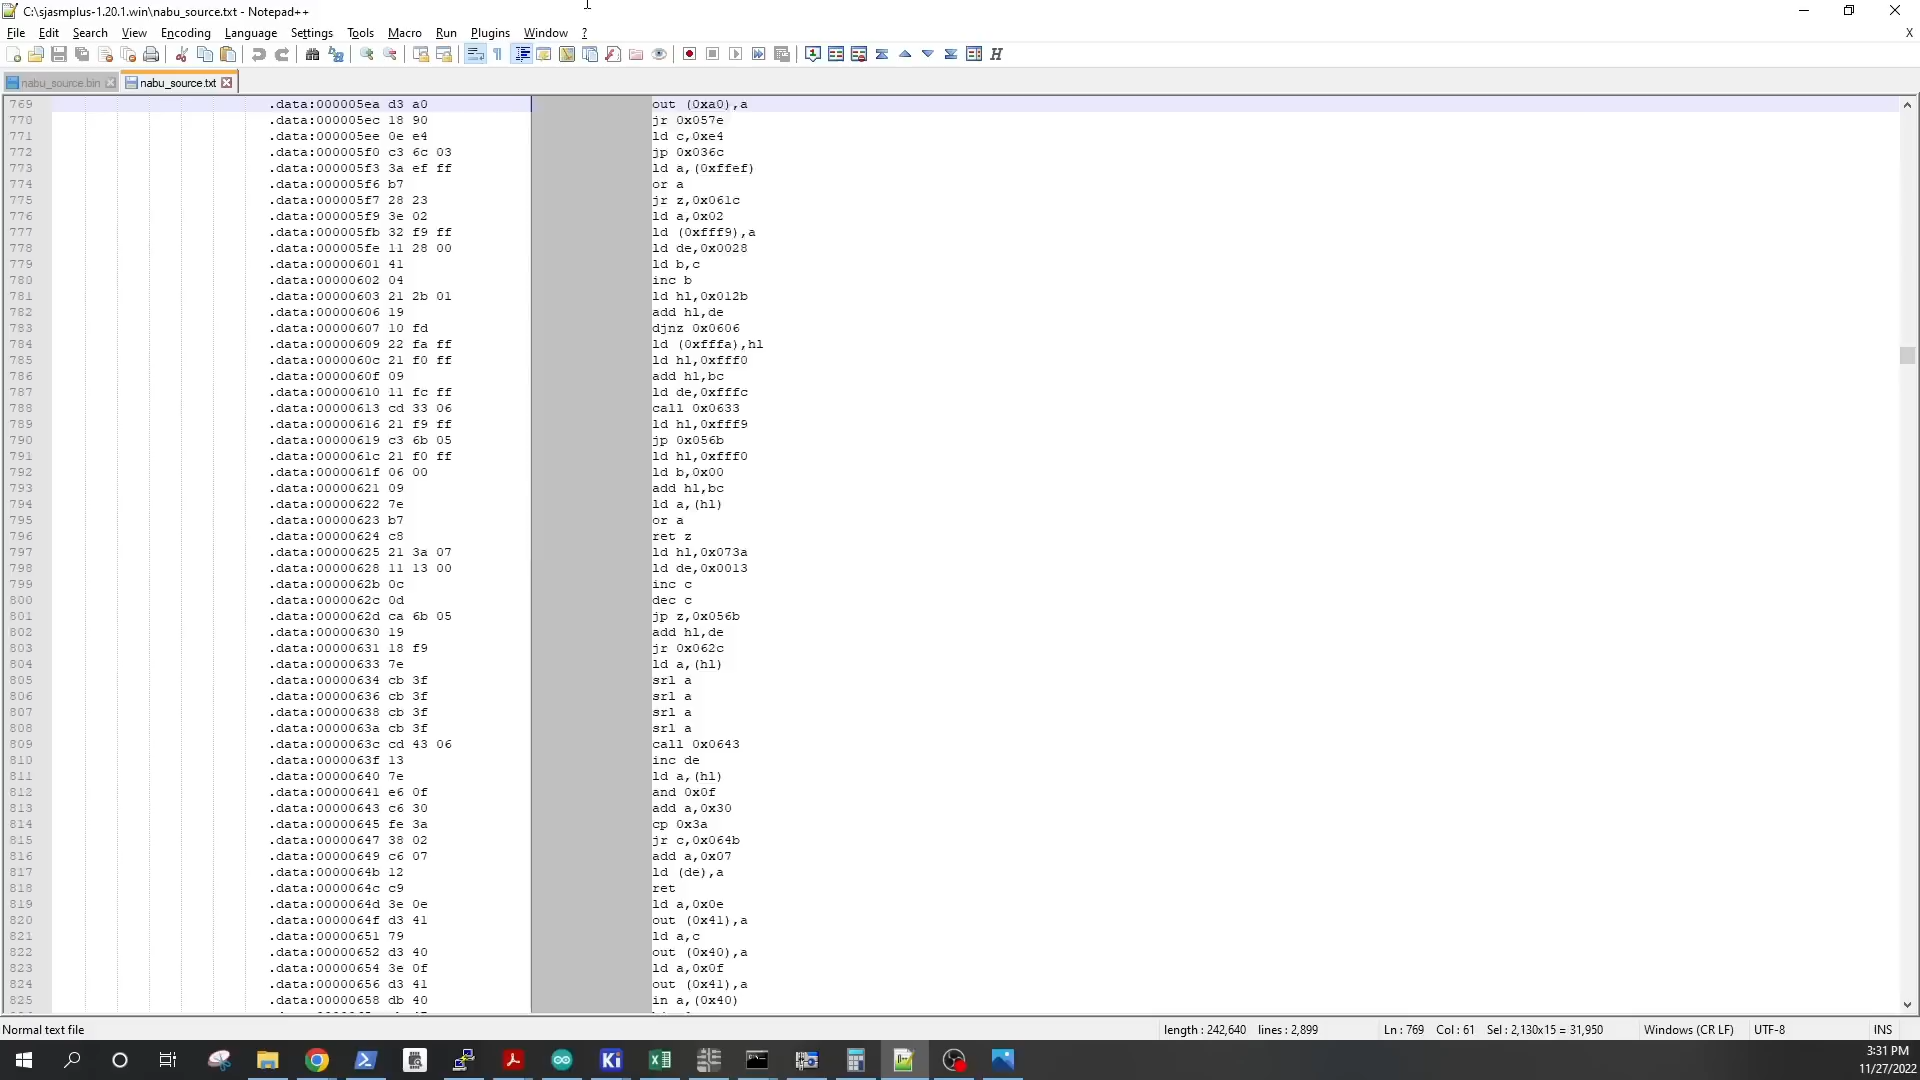 C:\sjasmplus-1.20.1.win\nabu_source.txt - Notepad++
File Edit Search View Encoding Language Settings Tools Macro Run Plugins Window ? X
nabu_source.bin nabu_source.txt
769 .data:000005ea d3 a0 out (0xa0),a
770 .data:000005ec 18 90 jr 0x057e
771 .data:000005ee 0e e4 ld c,0xe4
772 .data:000005f0 c3 6c 03 jp 0x036c
773 .data:000005f3 3a ef ff ld a,(0xffef)
774 .data:000005f6 b7 or a
775 .data:000005f7 28 23 jr z,0x061c
776 .data:000005f9 3e 02 ld a,0x02
777 .data:000005fb 32 f9 ff ld (0xfff9),a
778 .data:000005fe 11 28 00 ld de,0x0028
779 .data:00000601 41 ld b,c
780 .data:00000602 04 inc b
781 .data:00000603 21 2b 01 ld hl,0x012b
782 .data:00000606 19 add hl,de
783 .data:00000607 10 fd djnz 0x0606
784 .data:00000609 22 fa ff ld (0xfffa),hl
785 .data:0000060c 21 f0 ff ld hl,0xfff0
786 .data:0000060f 09 add hl,bc
787 .data:00000610 11 fc ff ld de,0xfffc
788 .data:00000613 cd 33 06 call 0x0633
789 .data:00000616 21 f9 ff ld hl,0xfff9
790 .data:00000619 c3 6b 05 jp 0x056b
791 .data:0000061c 21 f0 ff ld hl,0xfff0
792 .data:0000061f 06 00 ld b,0x00
793 .data:00000621 09 add hl,bc
794 .data:00000622 7e ld a,(hl)
795 .data:00000623 b7 or a
796 .data:00000624 c8 ret z
797 .data:00000625 21 3a 07 ld hl,0x073a
798 .data:00000628 11 13 00 ld de,0x0013
799 .data:0000062b 0c inc c
800 .data:0000062c 0d dec c
801 .data:0000062d ca 6b 05 jp z,0x056b
802 .data:00000630 19 add hl,de
803 .data:00000631 18 f9 jr 0x062c
804 .data:00000633 7e ld a,(hl)
805 .data:00000634 cb 3f srl a
806 .data:00000636 cb 3f srl a
807 .data:00000638 cb 3f srl a
808 .data:0000063a cb 3f srl a
809 .data:0000063c cd 43 06 call 0x0643
810 .data:0000063f 13 inc de
811 .data:00000640 7e ld a,(hl)
812 .data:00000641 e6 0f and 0x0f
813 .data:00000643 c6 30 add a,0x30
814 .data:00000645 fe 3a cp 0x3a
815 .data:00000647 38 02 jr c,0x064b
816 .data:00000649 c6 07 add a,0x07
817 .data:0000064b 12 ld (de),a
818 .data:0000064c c9 ret
819 .data:0000064d 3e 0e ld a,0x0e
820 .data:0000064f d3 41 out (0x41),a
821 .data:00000651 79 ld a,c
822 .data:00000652 d3 40 out (0x40),a
823 .data:00000654 3e 0f ld a,0x0f
824 .data:00000656 d3 41 out (0x41),a
825 .data:00000658 db 40 in a,(0x40)
Normal text file length : 242,640 lines : 2,899 Ln : 769 Col : 61 Sel : 2,130x15 = 31,950 Windows (CR LF) UTF-8 INS
3:31 PM
11/27/2022